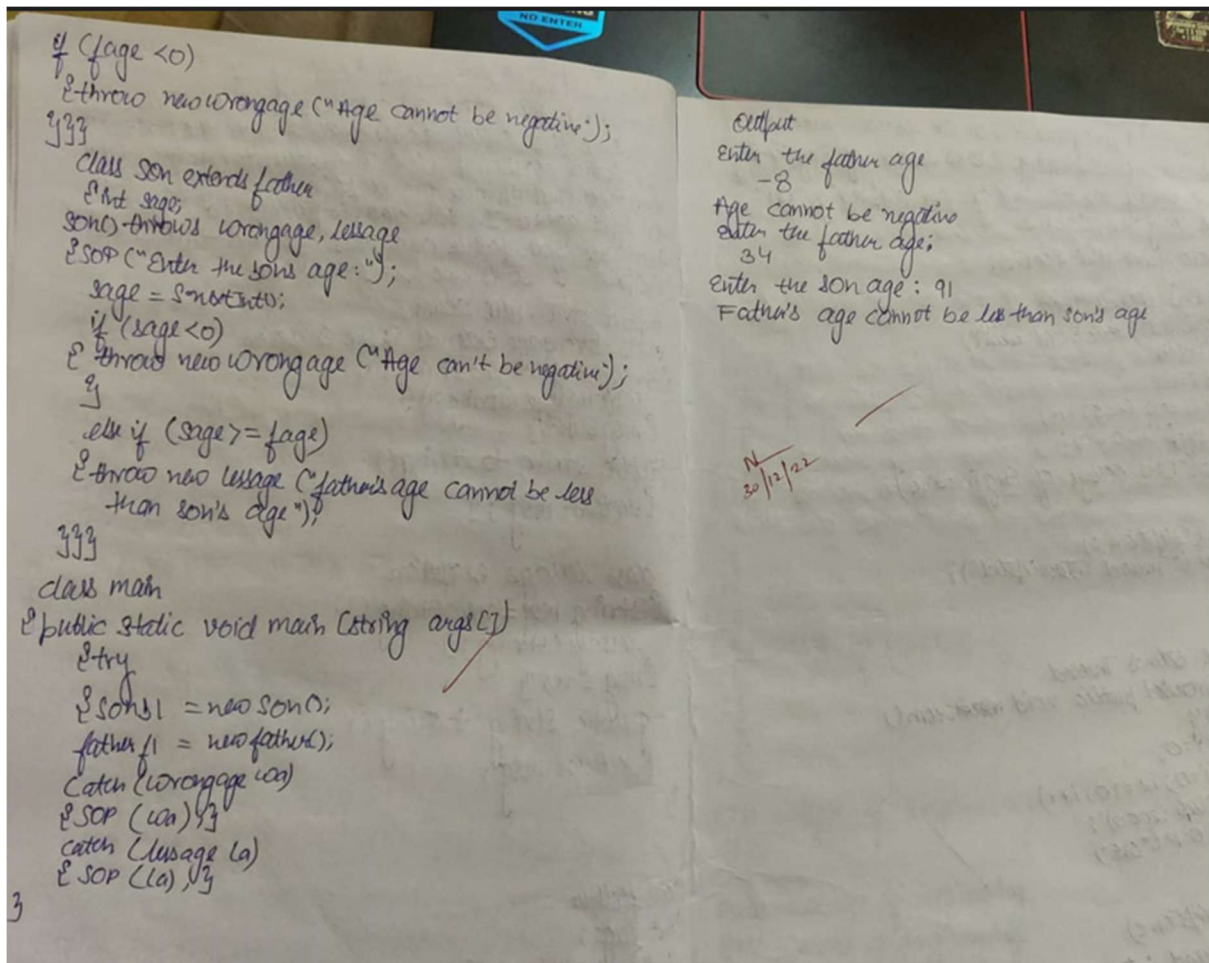 NO ENTER
if (fage <0)
{throw new wrongage ("Age cannot be negative");
}}}
class son extends father
{int sage;
son() throws wrongage, lessage
{SOP ("Enter the sons age:");
sage =
if (sage<0)
{ throw new wrongage ("Age can't be negative");
}
else if (sage>= fage)
{throw new lessage ("father's age cannot be less
than son's age");
}}}
class main
{public static void main (string args[])
{try
{son s1 = new son();
father f1 = new father();
catch (wrongage wa)
{SOP (wa);}
catch (lessage la)
{ SOP (la);}
}
Output
Enter the father age
-8
Age cannot be negative
Enter the father age;
34
Enter the son age: 91
Father's age cannot be less than son's age
30/12/22